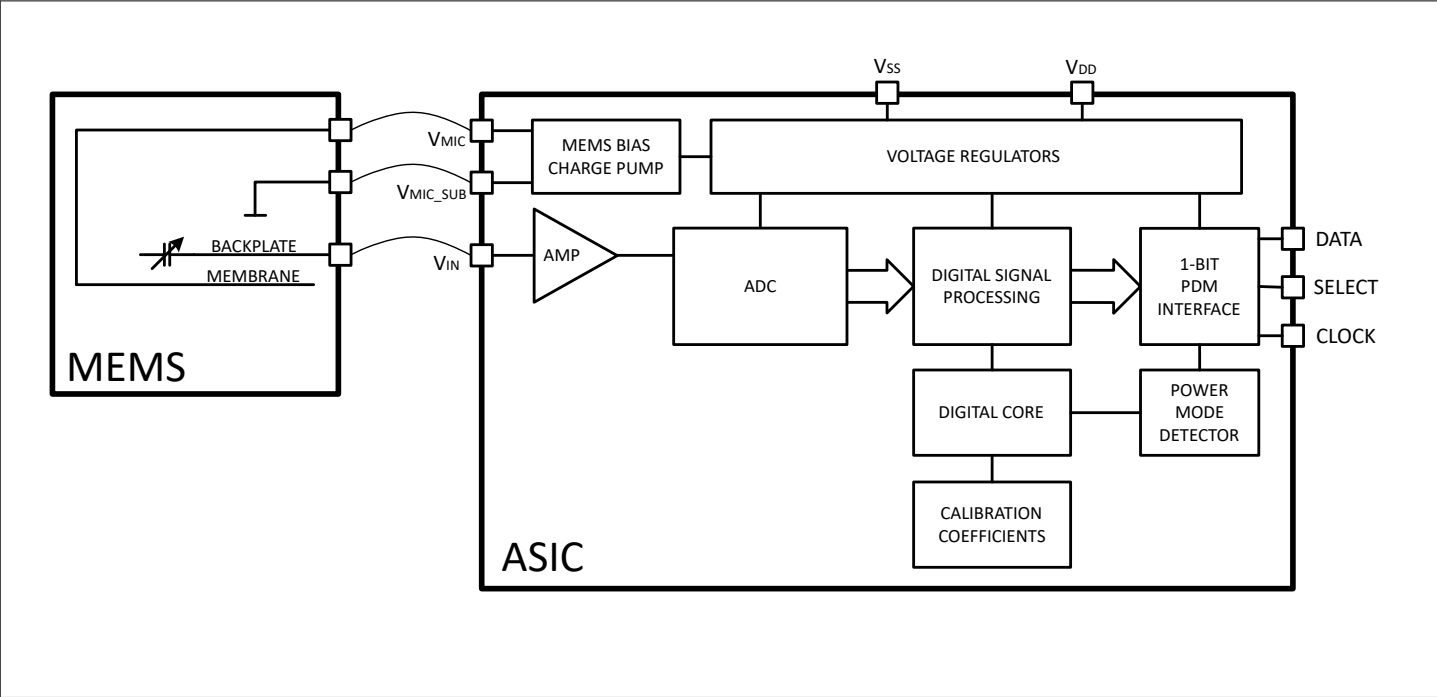 VSS
VDD
VMIC
MEMS BIAS
CHARGE PUMP
VOLTAGE REGULATORS
VMIC_SUB
BACKPLATE
MEMBRANE
VIN
AMP
ADC
DIGITAL SIGNAL
PROCESSING
1-BIT
PDM
INTERFACE
DATA
SELECT
CLOCK
MEMS
DIGITAL CORE
POWER
MODE
DETECTOR
CALIBRATION
COEFFICIENTS
ASIC